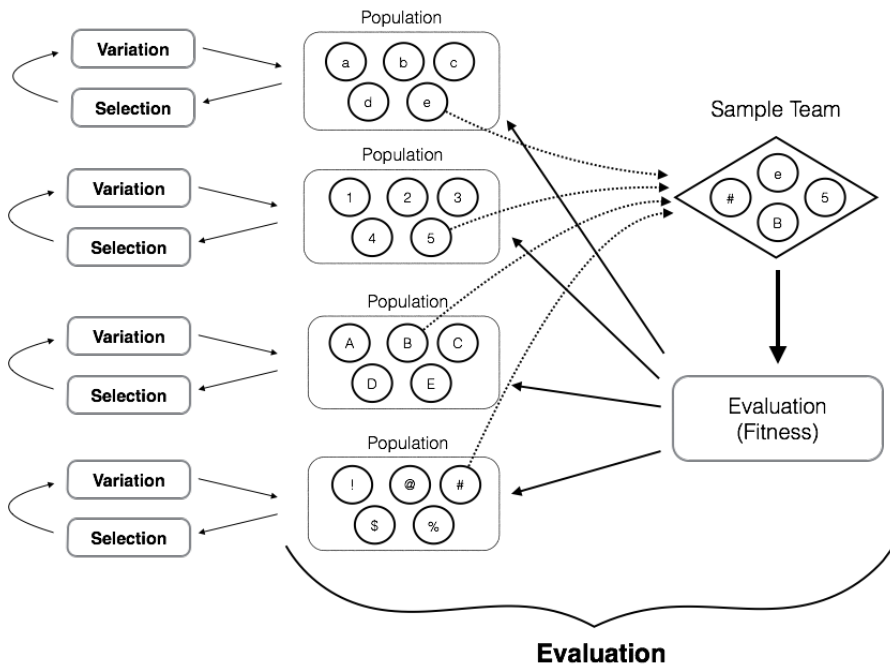 Population
Variation
a b c
Selection
d e
Sample Team
Population
e
Variation
1 2 3
# 5
Selection
4 5
B
Population
Variation
A B C
Selection
D E
Evaluation
(Fitness)
Population
Variation
! @ #
Selection
$ %
Evaluation